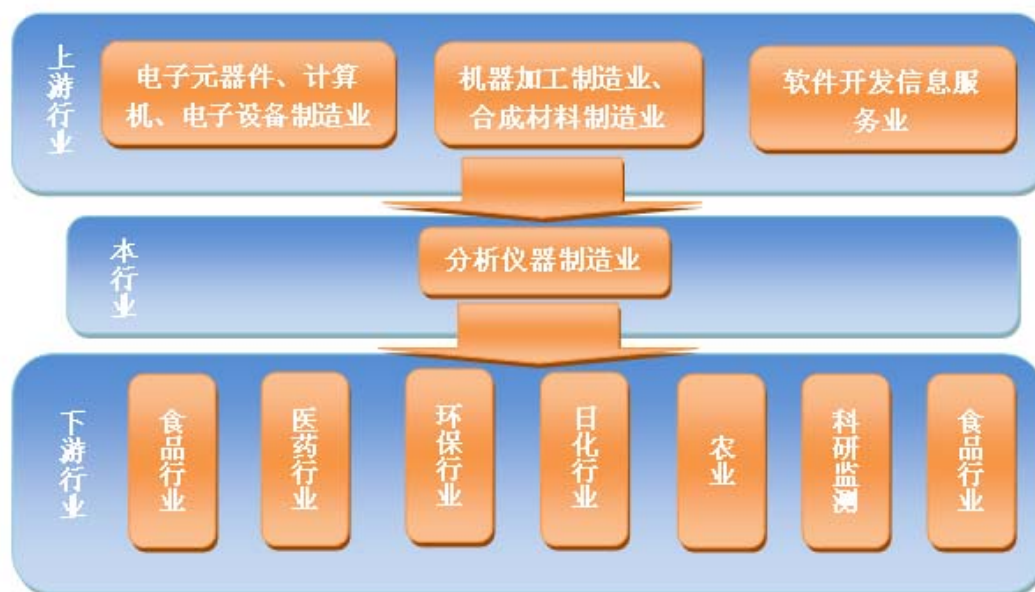 上游行业
电子元器件、计算
机、电子设备制造业
机器加工制造业、
合成材料制造业
软件开发信息服
务业
本行业
分析仪器制造业
下游行业
食品行业
医药行业
环保行业
日化行业
农业
科研监测
食品行业